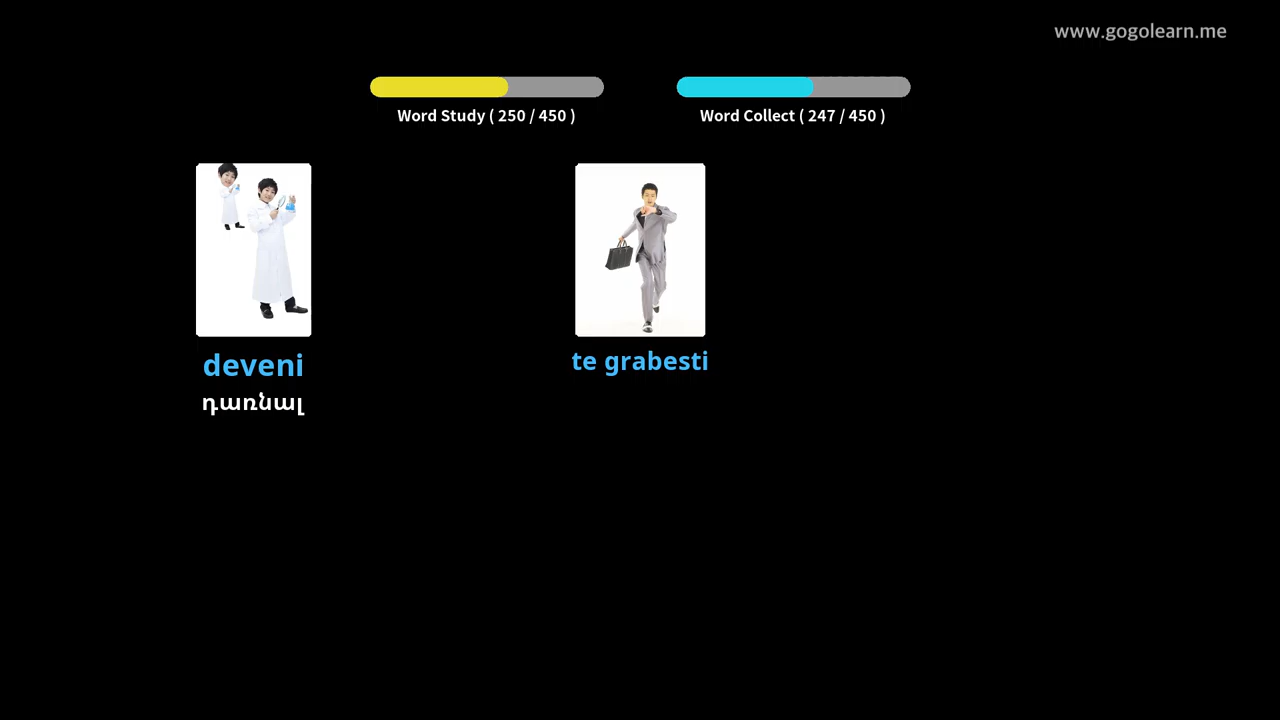 www.gogolearn.me
Word Study ( 250 / 450 )
Word Collect ( 247 / 450 )
deveni
դառնալ
te grabesti